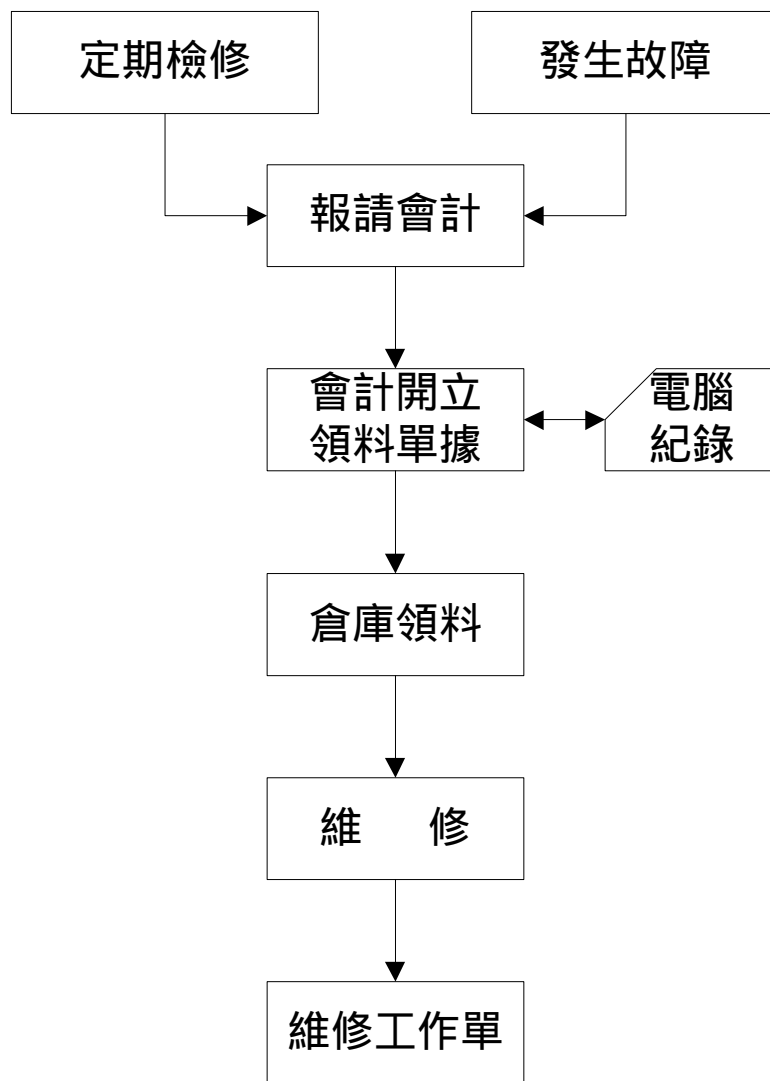 定期檢修
發生故障
報請會計
會計開立
領料單據
電腦
紀錄
倉庫領料
維 修
維修工作單